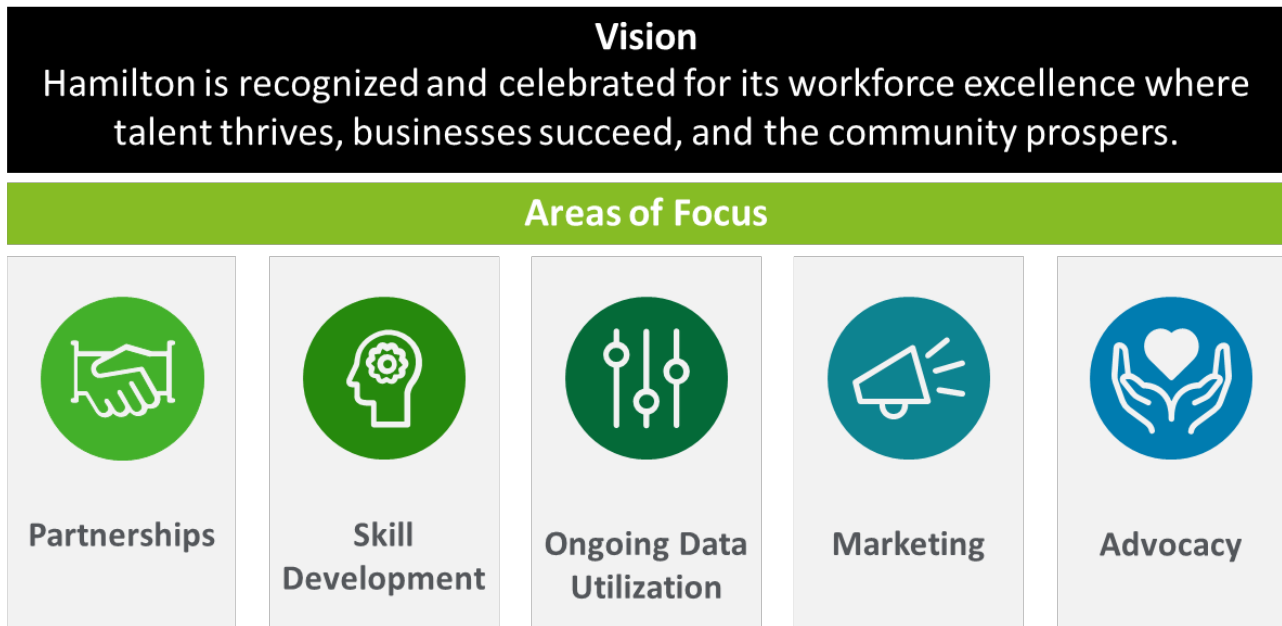 Vision
Hamilton is recognized and celebrated for its workforce excellence where
talent thrives, businesses succeed, and the community prospers.
Areas of Focus
Partnerships
Skill
Development
Ongoing Data
Utilization
Marketing
Advocacy